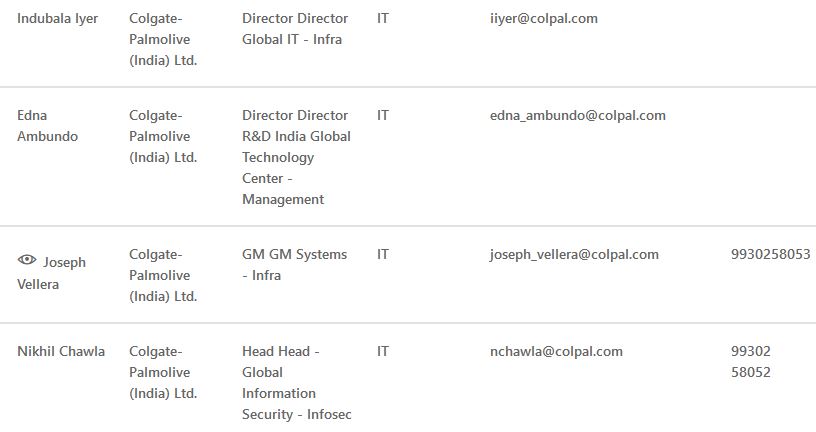 Indubala Iyer Colgate- Director Director IT iiyer@colpal.com
Palmolive Global IT - Infra
(India) Ltd.
Edna Colgate- Director Director IT edna_ambundo@colpal.com
Ambundo Palmolive R&D India Global
(India) Ltd. Technology
Center -
Management
Joseph Colgate- GM GM Systems IT joseph_vellera@colpal.com 9930258053
Vellera Palmolive - Infra
(India) Ltd.
Nikhil Chawla Colgate- Head Head - IT nchawla@colpal.com 99302
Palmolive Global 58052
(India) Ltd. Information
Security - Infosec